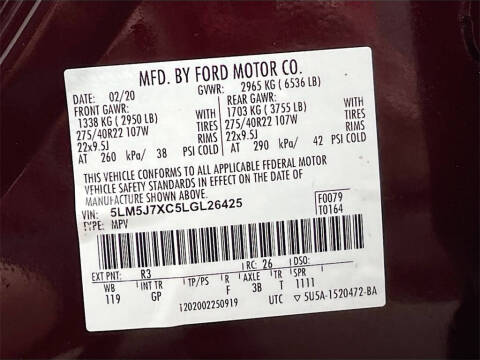 MFD. BY FORD MOTOR CO.
DATE: 02/20 GVWR: 2965 KG ( 6536 LB)
FRONT GAWR: REAR GAWR:
1338 KG ( 2950 LB) WITH 1703 KG ( 3755 LB) WITH
275/40R22 107W TIRES 275/40R22 107W TIRES
22x9.5J RIMS 22x9.5J RIMS
AT 260 kPa/ 38 PSI COLD AT 290 kPa/ 42 PSI COLD
THIS VEHICLE CONFORMS TO ALL APPLICABLE FEDERAL MOTOR
VEHICLE SAFETY STANDARDS IN EFFECT ON THE DATE OF
MANUFACTURE SHOWN ABOVE.
VIN: 5LM5J7XC5LGL26425 F0079
TYPE: MPV T0164
EXT PNT: R3 RC: 26 DSO:
WB INT TR TP/PS R AXLE TR SPR
119 GP F 3B T 1111
1202002250919 UTC ▽ 5U5A-1520472-BA